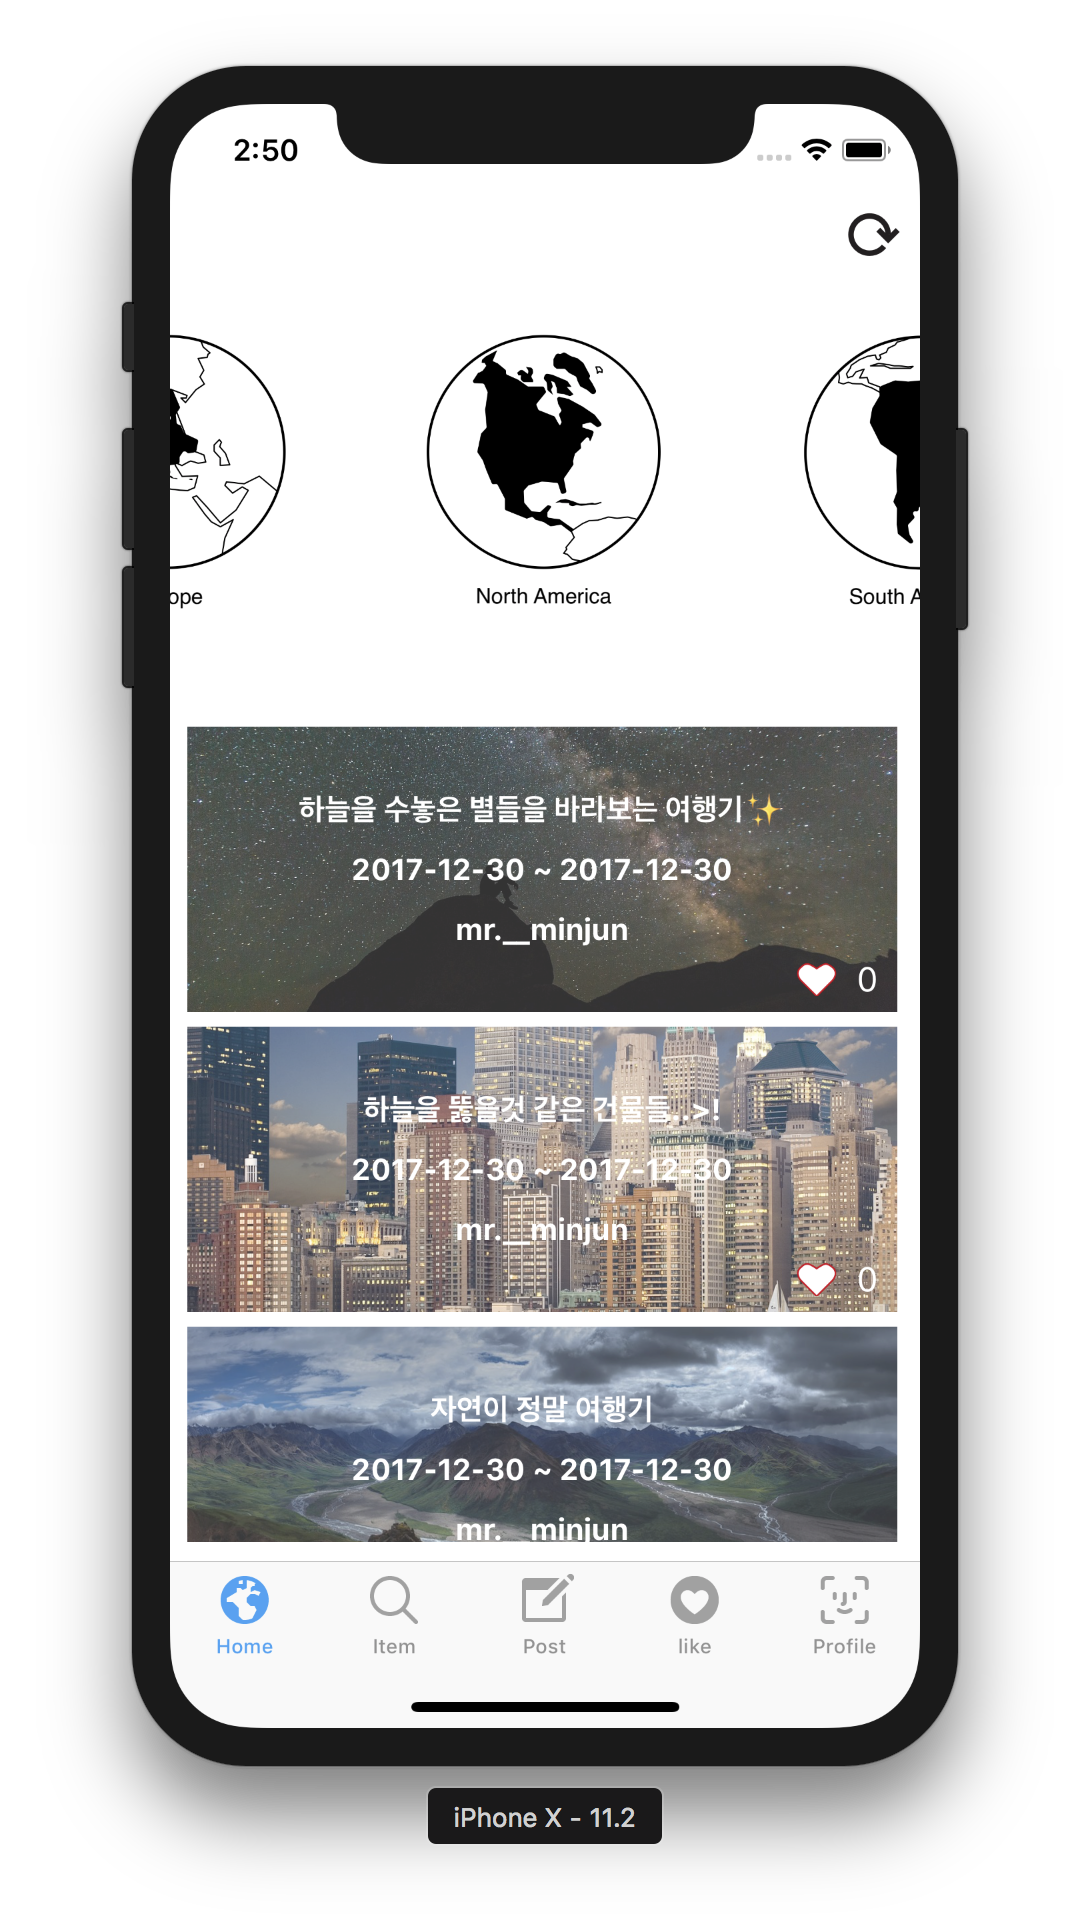 2:50
ope
North America
South A
하늘을 수놓은 별들을 바라보는 여행기✨
2017-12-30 ~ 2017-12-30
mr.__minjun
0
하늘을 뚫을것 같은 건물들..>!
2017-12-30 ~ 2017-12-30
mr.__minjun
0
자연이 정말 여행기
2017-12-30 ~ 2017-12-30
mr.__minjun
Home
Item
Post
like
Profile
iPhone X - 11.2